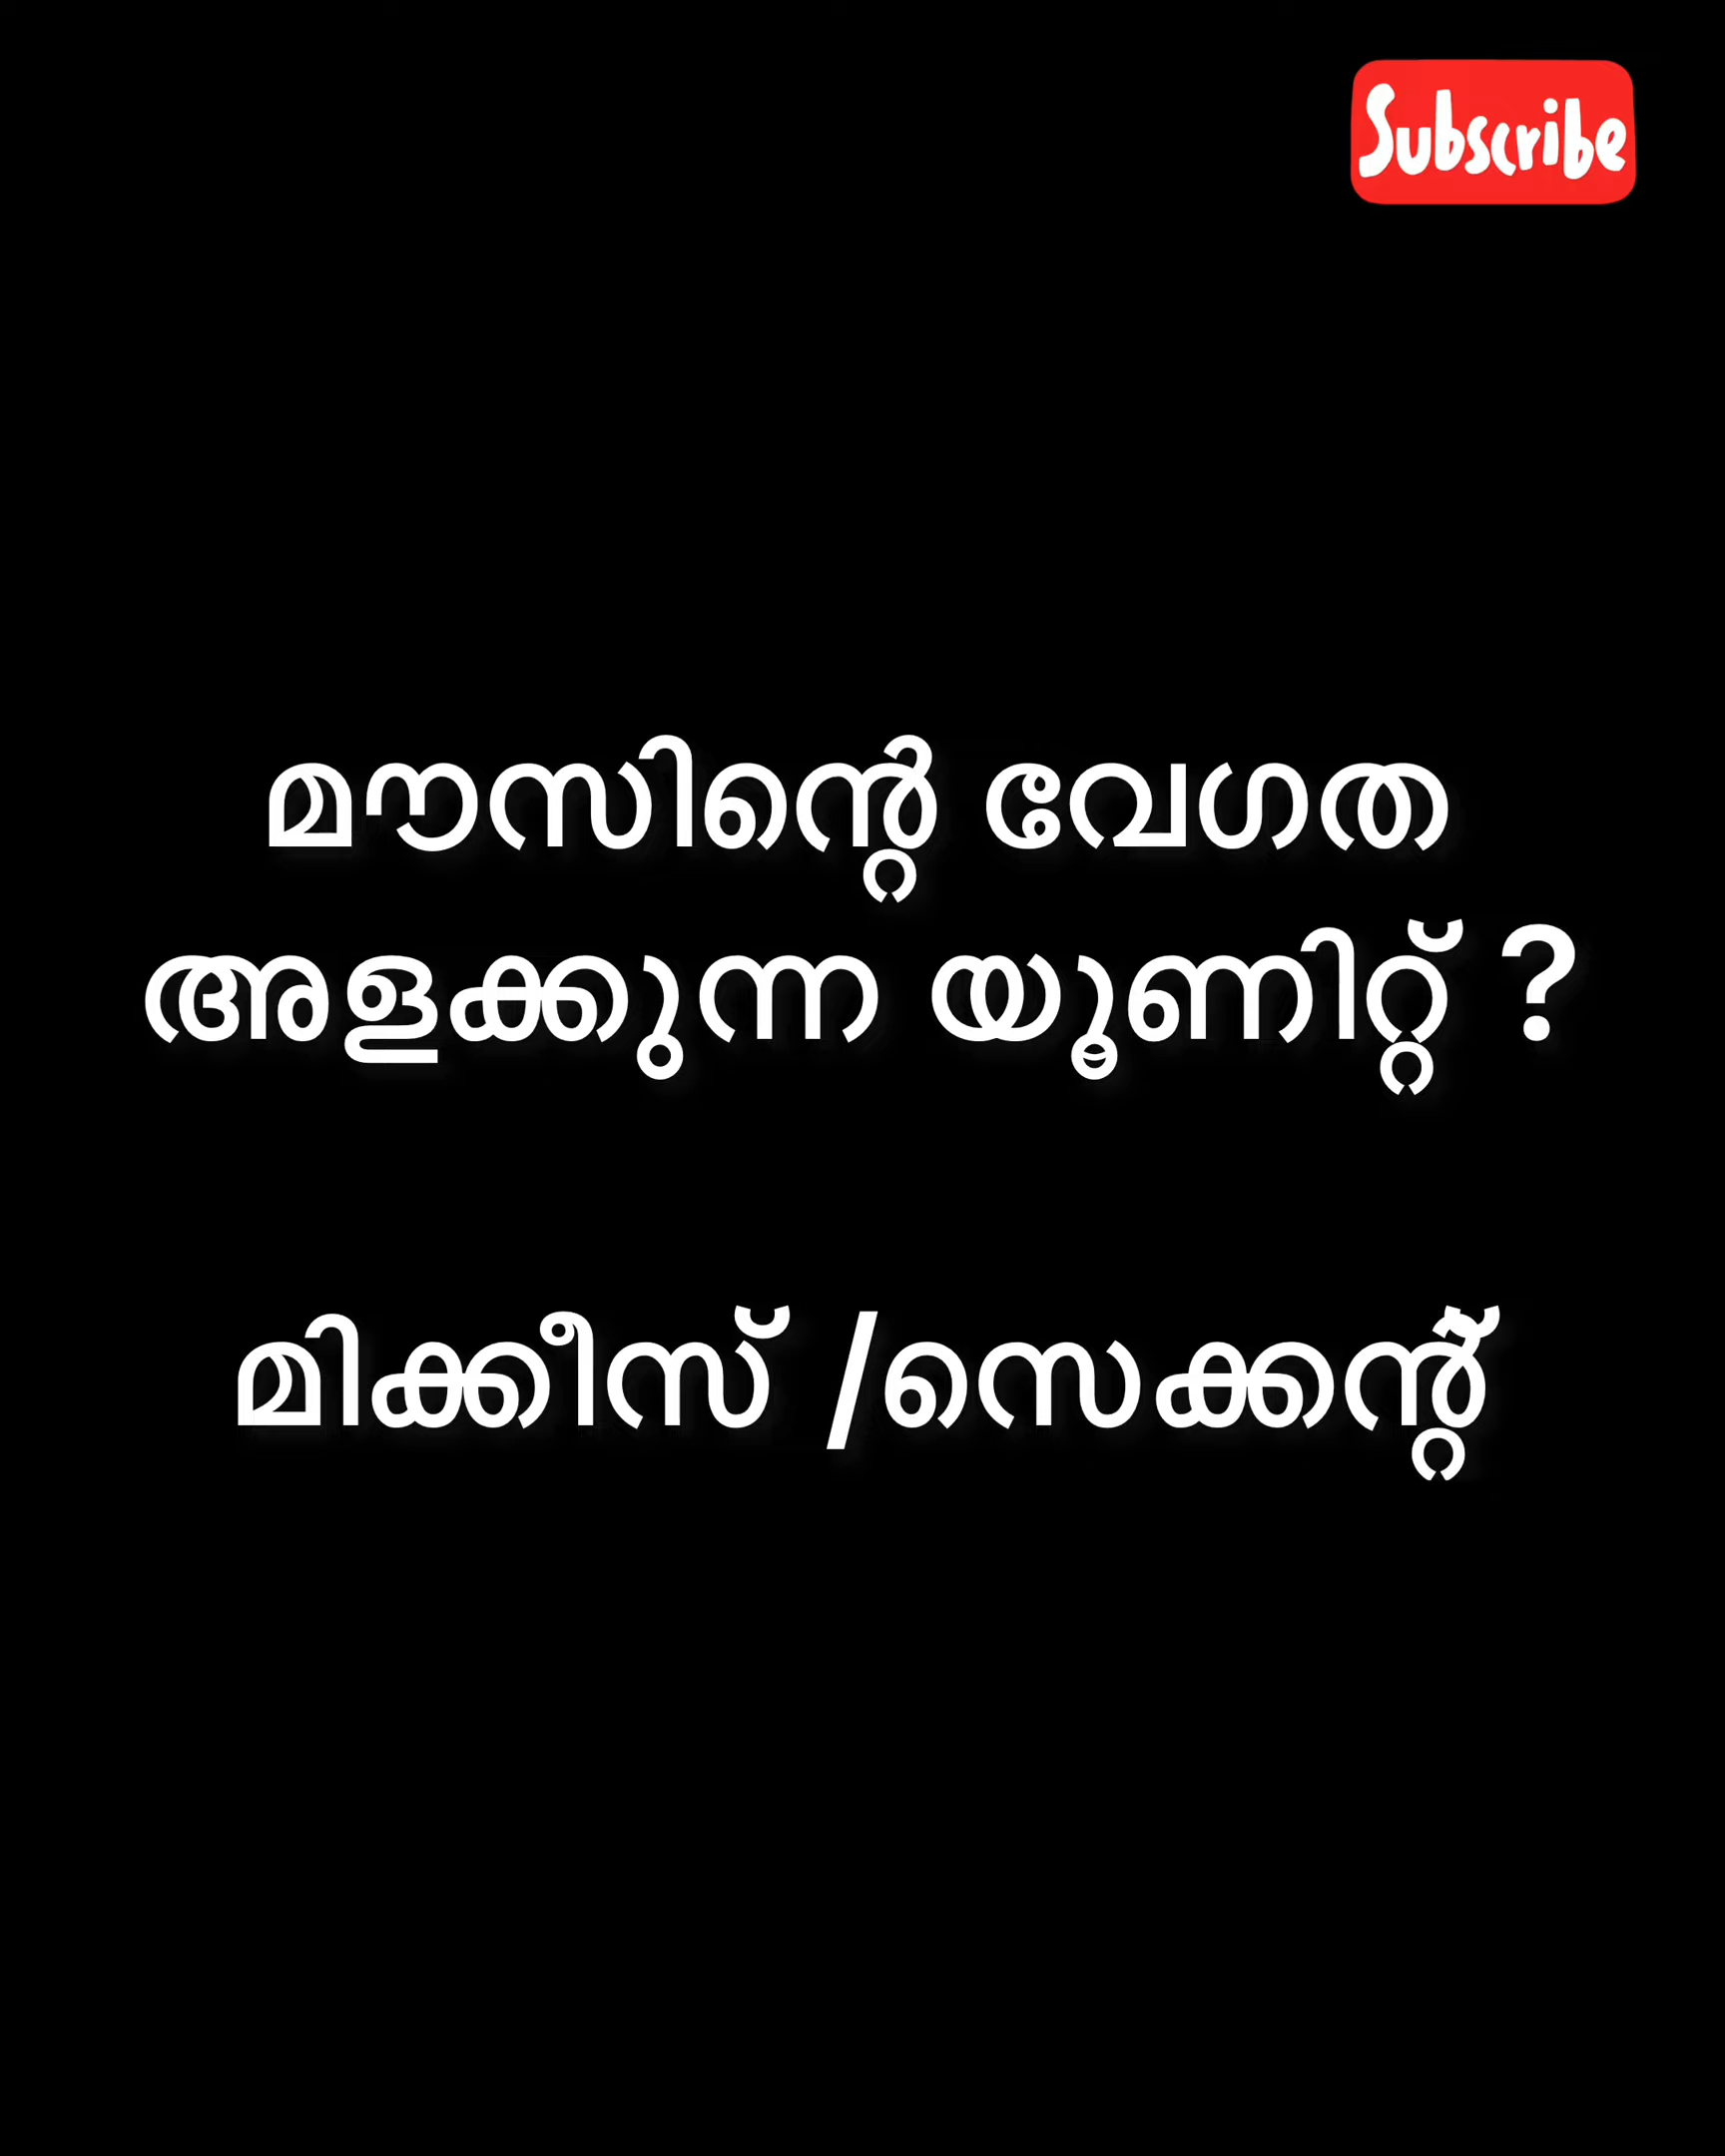 Subscribe
മൗസിന്റെ വേഗത
അളക്കുന്ന യൂണിറ്റ് ?
മിക്കീസ് /സെക്കന്റ്